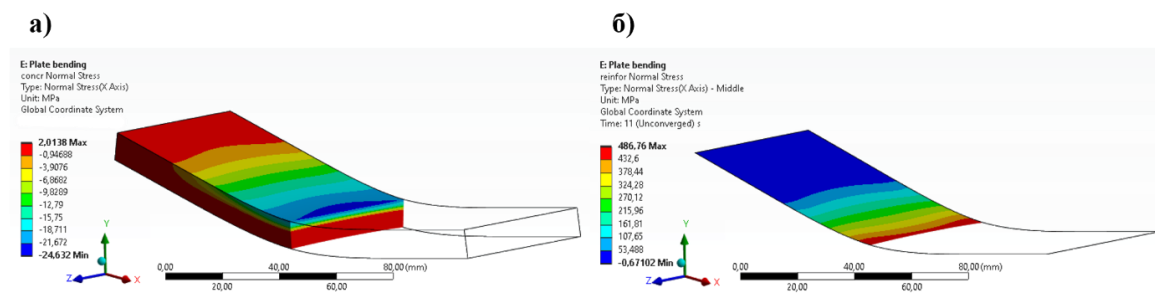 а)
E: Plate bending
concr Normal Stress
Type: Normal Stress(X Axis)
Unit: MPa
Global Coordinate System
2,0138 Max
-0,94688
-3,9076
-6,8682
-9,8289
-12,79
-15,75
-18,711
-21,672
-24,632 Min
Y
Z
X
0,00
40,00
80,00 (mm)
20,00
60,00
б)
E: Plate bending
reinfor Normal Stress
Type: Normal Stress(X Axis) - Middle
Unit: MPa
Global Coordinate System
Time: 11 (Unconverged) s
486,76 Max
432,6
378,44
324,28
270,12
215,96
161,81
107,65
53,488
-0,67102 Min
Y
Z
X
0,00
40,00
80,00 (mm)
20,00
60,00